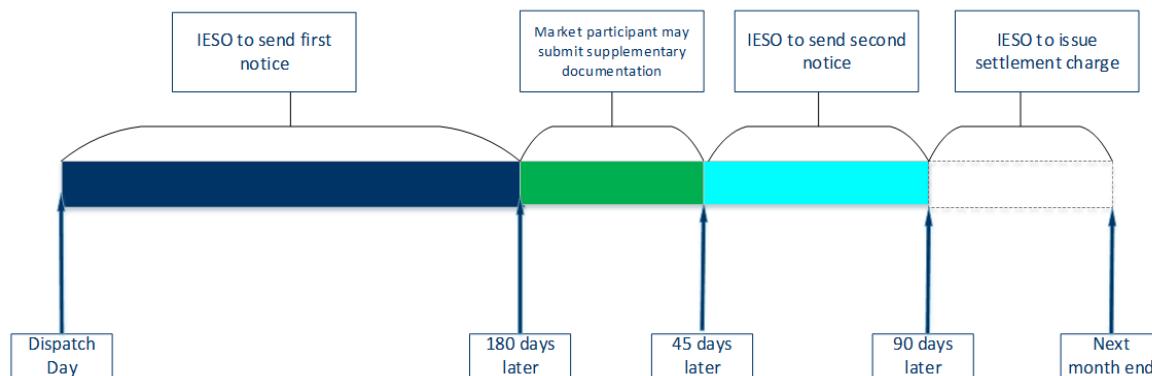 IESO to send first
notice
Market participant may
submit supplementary
documentation
IESO to send second
notice
IESO to issue
settlement charge
Dispatch
Day
180 days
later
45 days
later
90 days
later
Next
month end